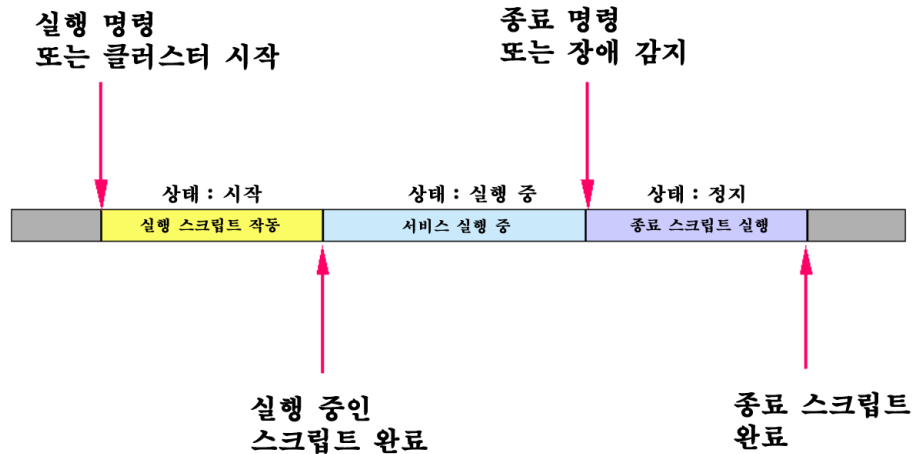 실행 명령
또는 클러스터 시작
종료 명령
또는 장애 감지
상태 : 시작
상태 : 실행 중
상태 : 정지
실행 스크립트 작동
서비스 실행 중
종료 스크립트 실행
실행 중인
스크립트 완료
종료 스크립트
완료